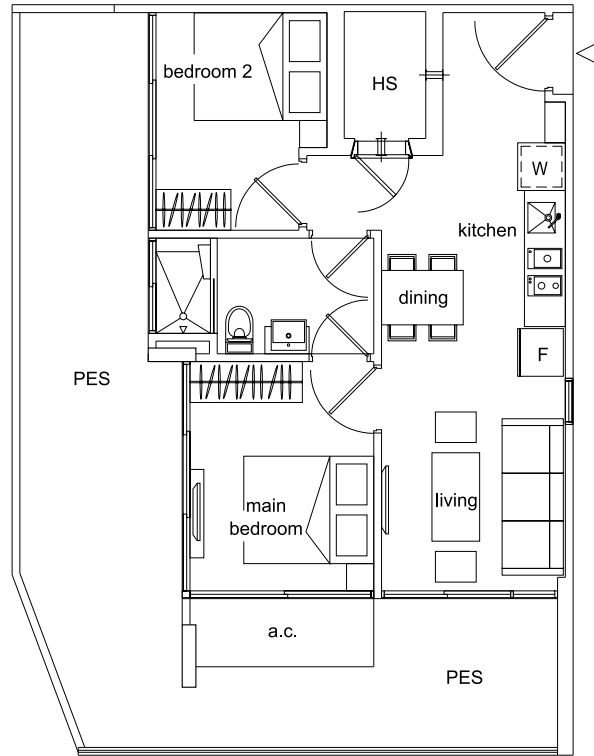 bedroom 2
HS
W
kitchen
dining
F
PES
living
main
bedroom
a.c.
PES